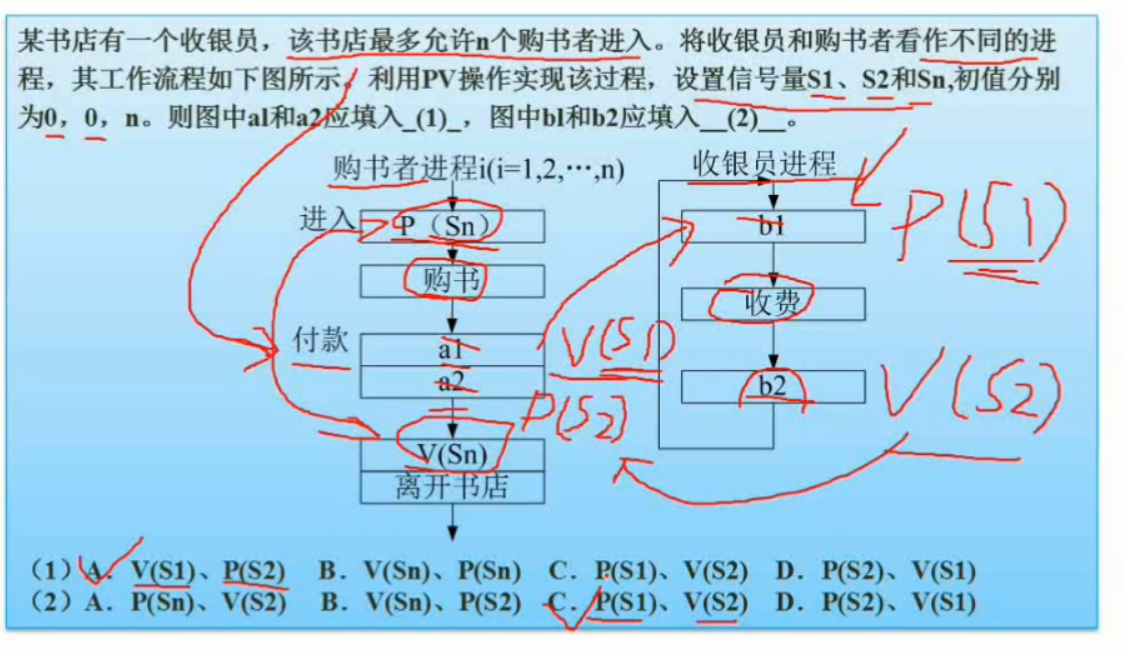 某书店有一个收银员，该书店最多允许n个购书者进入。将收银员和购书者看作不同的进
程，其工作流程如下图所示。利用PV操作实现该过程，设置信号量S1、S2和Sn,初值分别
为0，0，n。则图中a1和a2应填入_(1)_，图中b1和b2应填入__(2)__。
购书者进程i(i=1,2,…,n)
收银员进程
进入
P（Sn）
b1
P(S1)
购书
收费
付款
a1
V(S1)
a2
P(S2)
b2
V(S2)
V(Sn)
离开书店
（1）A．V(S1)、P(S2) B．V(Sn)、P(Sn) C．P(S1)、V(S2) D．P(S2)、V(S1)
（2）A．P(Sn)、V(S2) B．V(Sn)、P(S2) C．P(S1)、V(S2) D．P(S2)、V(S1)